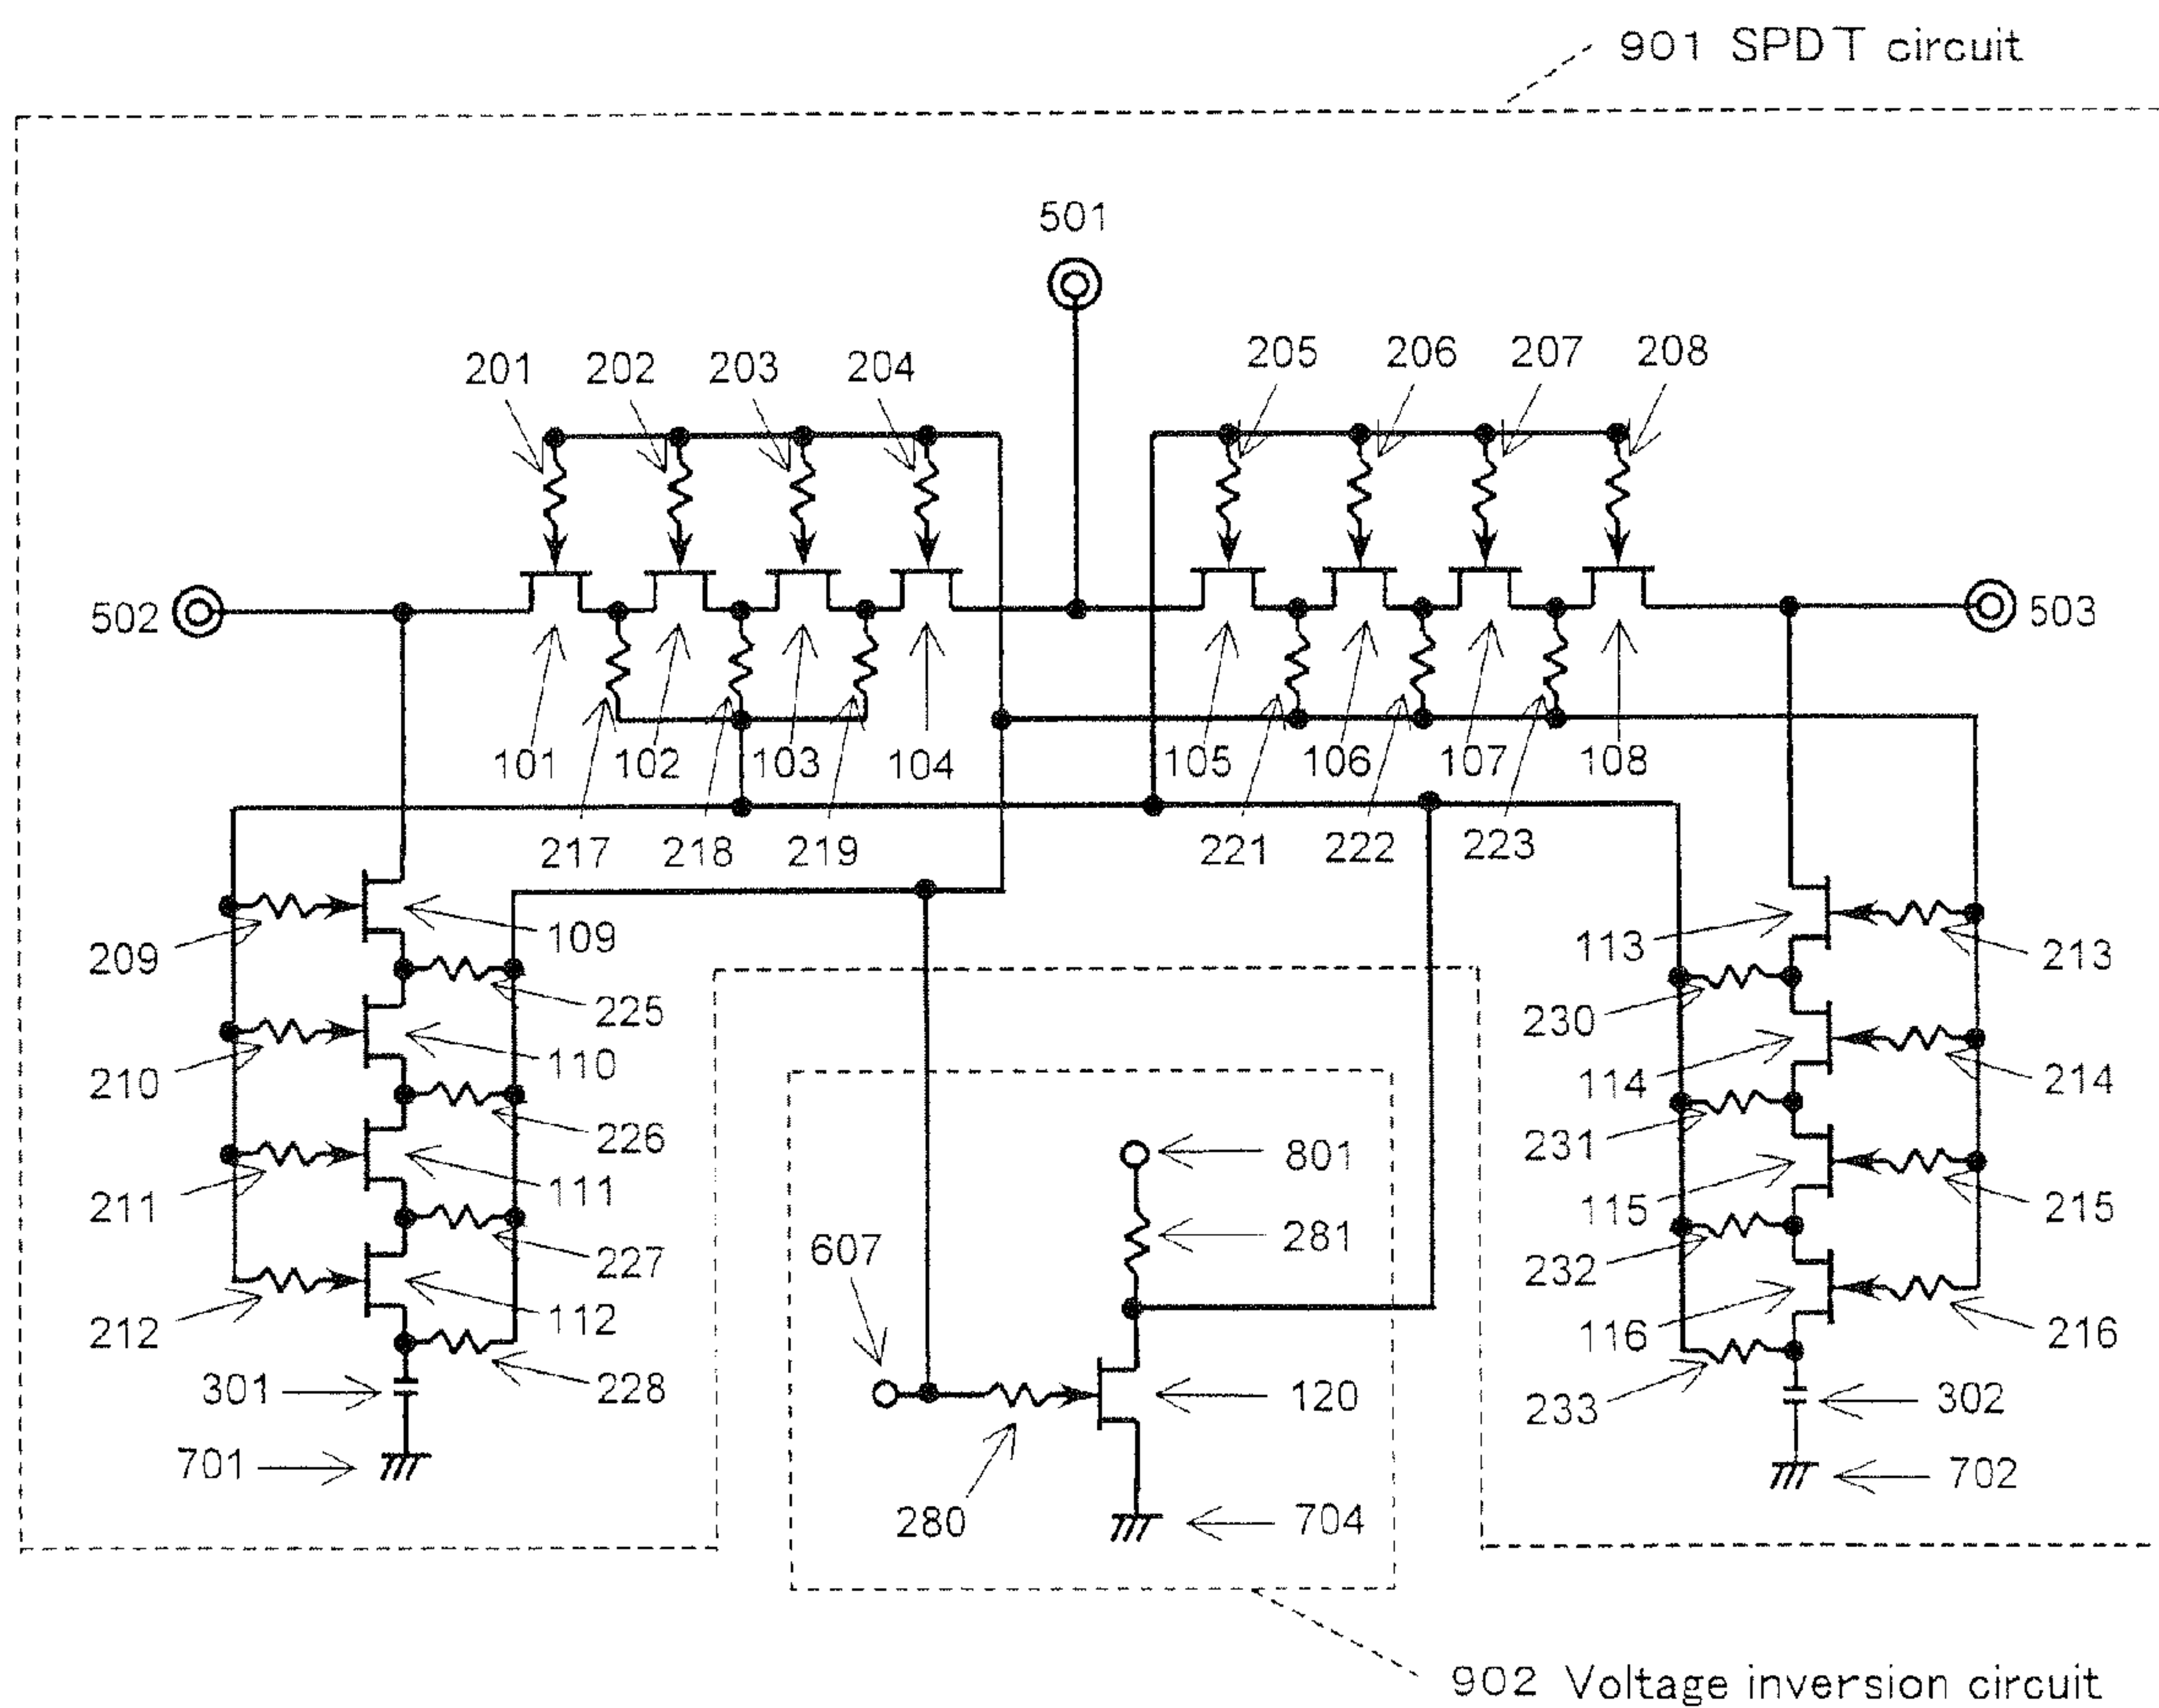 901 SPDT circuit
501
201 202 203 204 205 206 207 208
502 503
101 102 103 104 105 106 107 108
217 218 219 221 222 223
209 109 113 213
225 230
210 110 114 214
226 231
211 111 801 115 215
607 281 227 232
212 112 116 216
301 228 120 233 302
701 280 704 702
902 Voltage inversion circuit